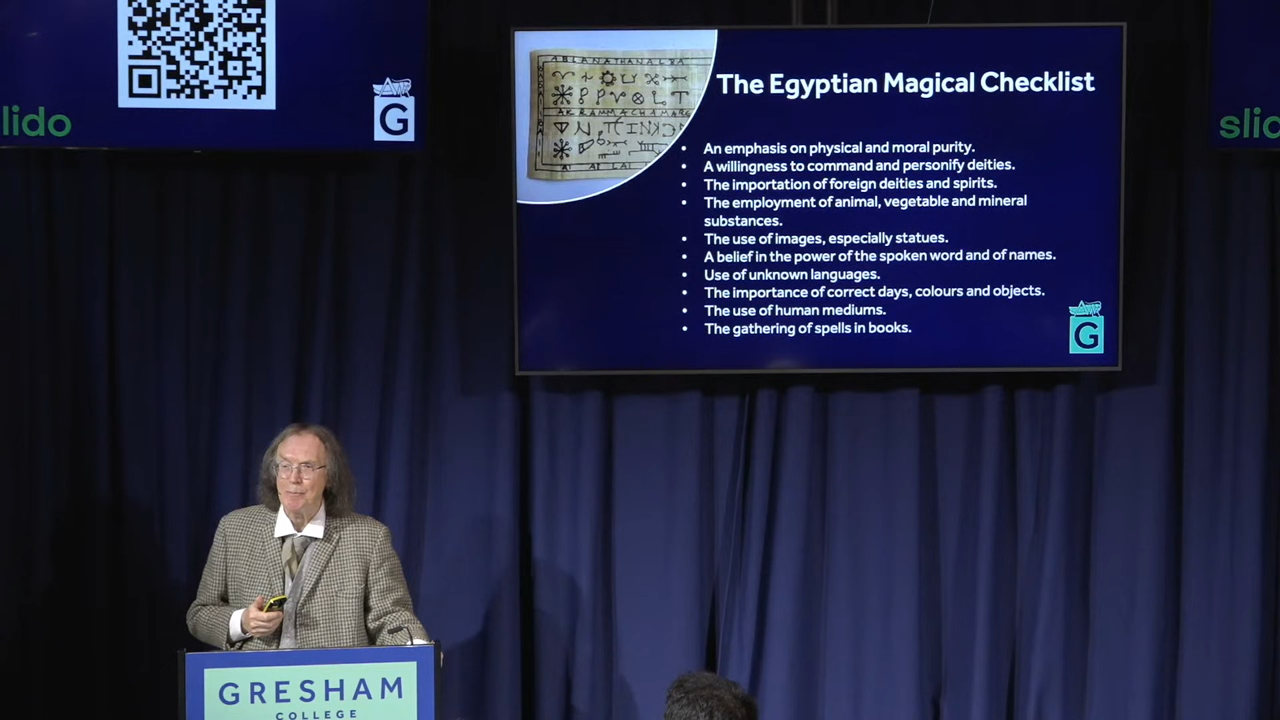 lido
G
The Egyptian Magical Checklist
ABLANATHANALBA
• An emphasis on physical and moral purity.
• A willingness to command and personify deities.
• The importation of foreign deities and spirits.
• The employment of animal, vegetable and mineral
substances.
• The use of images, especially statues.
• A belief in the power of the spoken word and of names.
• Use of unknown languages.
• The importance of correct days, colours and objects.
• The use of human mediums.
• The gathering of spells in books.
G
slid
GRESHAM
COLLEGE